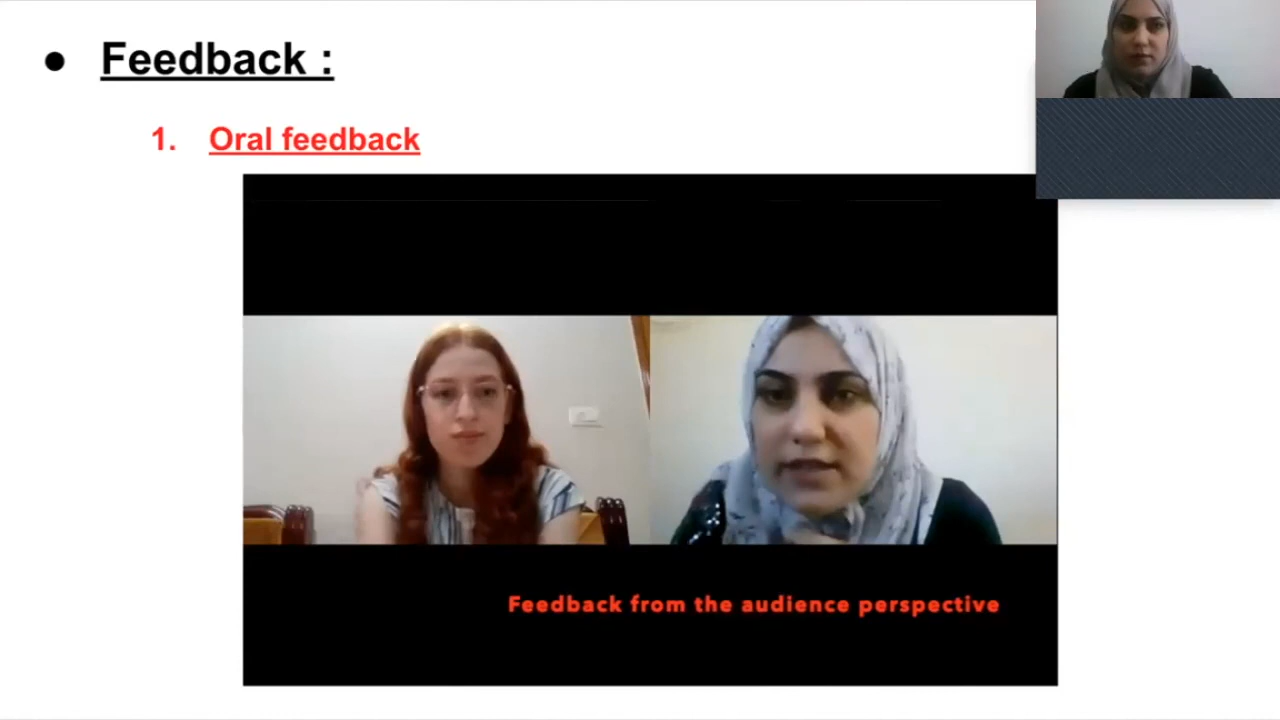 ● Feedback :
1. Oral feedback
Feedback from the audience perspective